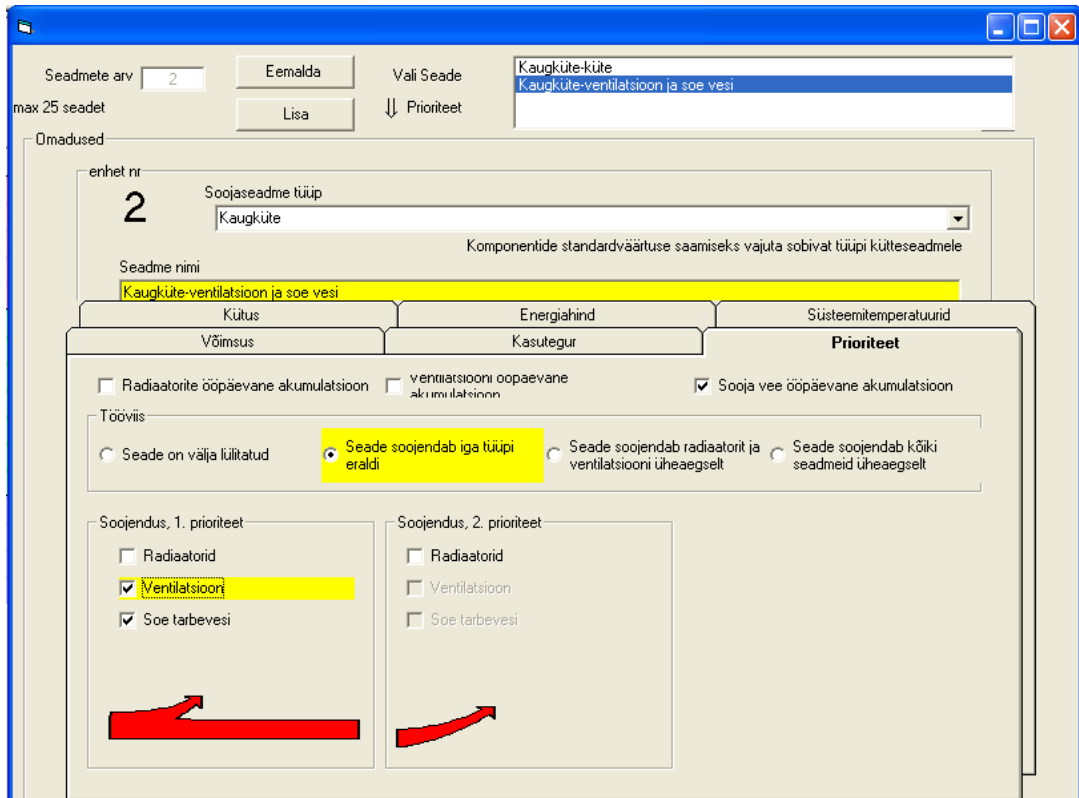 Seadmete arv 2
Eemalda
Vali Seade
Kaugküte-küte
Kaugküte-ventilatsioon ja soe vesi
max 25 seadet
Lisa
⇓ Prioriteet
Omadused
enhet nr
2
Soojaseadme tüüp
Kaugküte
Komponentide standardväärtuse saamiseks vajuta sobivat tüüpi kütteseadmele
Seadme nimi
Kaugküte-ventilatsioon ja soe vesi
Kütus
Energiahind
Süsteemitemperatuurid
Võimsus
Kasutegur
Prioriteet
Radiaatorite ööpäevane akumulatsioon
Ventilatsiooni ööpäevane
akumulatsioon
Sooja vee ööpäevane akumulatsioon
Tööviis
Seade on välja lülitatud
Seade soojendab iga tüüpi
eraldi
Seade soojendab radiaatorit ja
ventilatsiooni üheaegselt
Seade soojendab kõiki
seadmeid üheaegselt
Soojendus, 1. prioriteet
Radiaatorid
Ventilatsioon
Soe tarbevesi
Soojendus, 2. prioriteet
Radiaatorid
Ventilatsioon
Soe tarbevesi